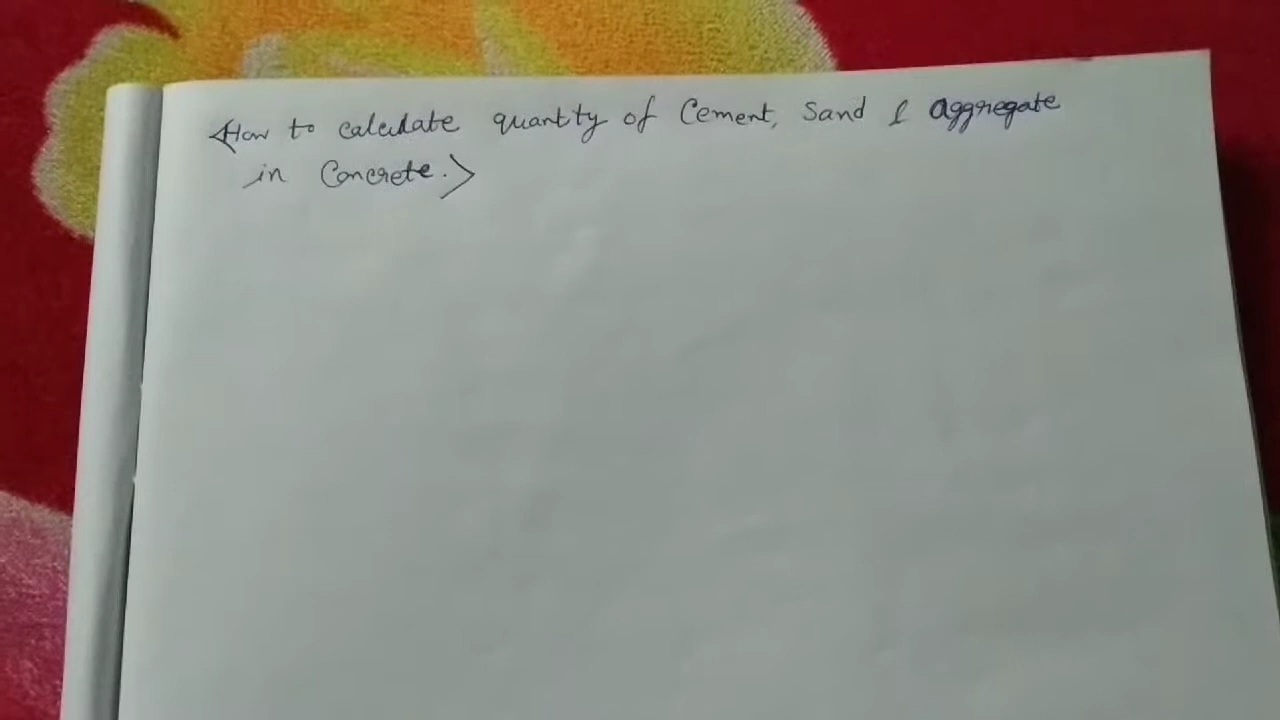 <How to calculate quantity of Cement, Sand & aggregate
in Concrete.>